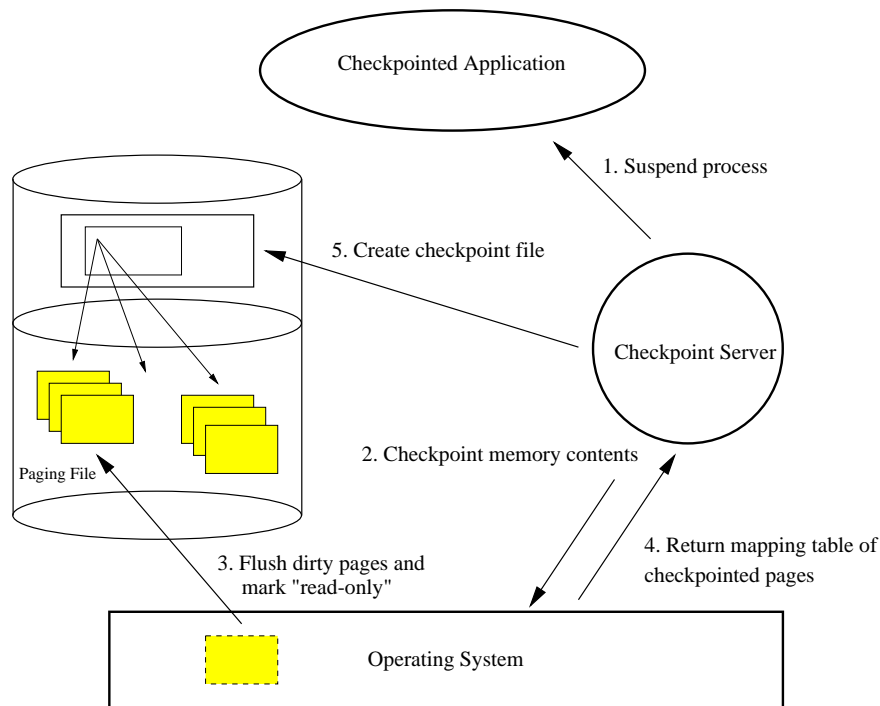 Checkpointed Application
1. Suspend process
5. Create checkpoint file
Checkpoint Server
2. Checkpoint memory contents
Paging File
3. Flush dirty pages and
mark "read-only"
4. Return mapping table of
checkpointed pages
Operating System